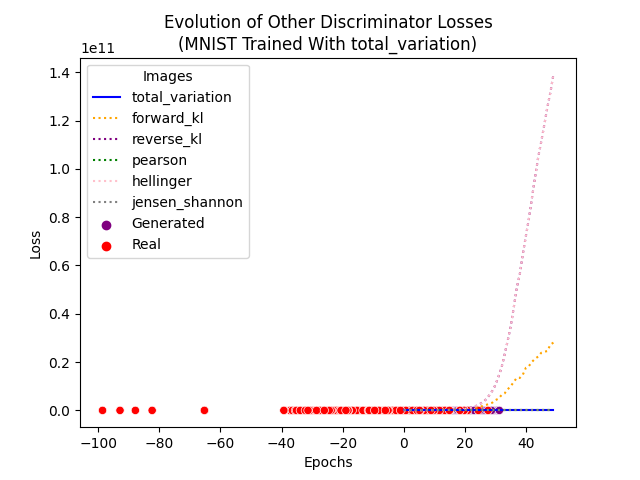 Evolution of Other Discriminator Losses
(MNIST Trained With total_variation)
1e11
Images
total_variation
forward_kl
reverse_kl
pearson
hellinger
jensen_shannon
Generated
Real
Loss
1.4
1.2
1.0
0.8
0.6
0.4
0.2
0.0
−100
−80
−60
−40
−20
0
20
40
Epochs